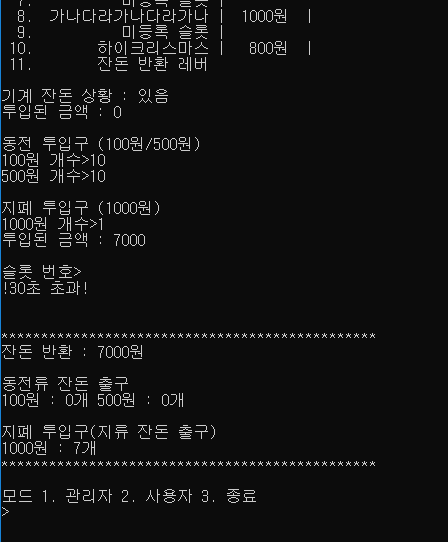 7. 미등록 슬롯 |
8. 가나다라가나다라가나 | 1000원 |
9. 미등록 슬롯 |
10. 하이크리스마스 | 800원 |
11. 잔돈 반환 레버
기계 잔돈 상황 : 있음
투입된 금액 : 0
동전 투입구 (100원/500원)
100원 개수>10
500원 개수>10
지폐 투입구 (1000원)
1000원 개수>1
투입된 금액 : 7000
슬롯 번호>
!30초 초과!
***********************************************
잔돈 반환 : 7000원
동전류 잔돈 출구
100원 : 0개 500원 : 0개
지폐 투입구(지류 잔돈 출구)
1000원 : 7개
***********************************************
모드 1. 관리자 2. 사용자 3. 종료
>